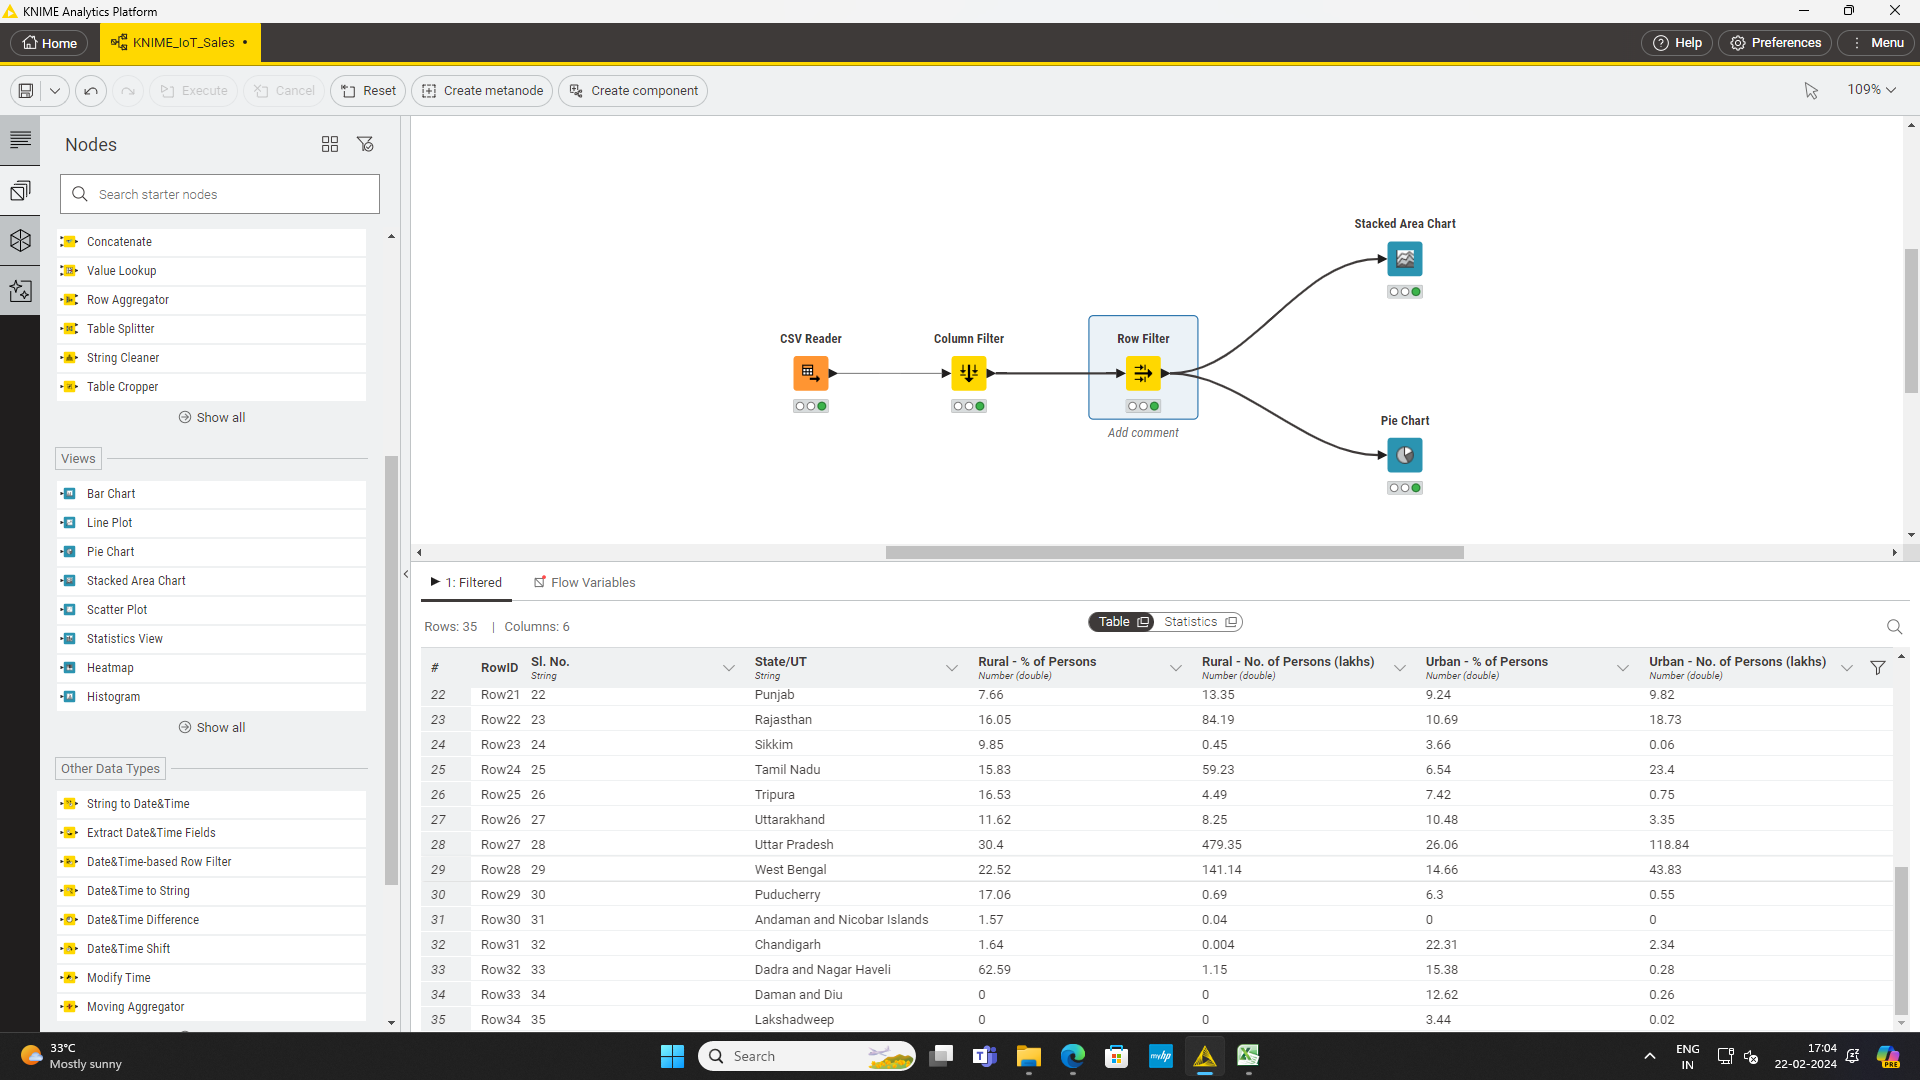 KNIME Analytics Platform
Home
KNIME_IoT_Sales •
Help
Preferences
Menu
Execute
Cancel
Reset
Create metanode
Create component
109%
Nodes
Search starter nodes
Concatenate
Value Lookup
Row Aggregator
Table Splitter
String Cleaner
Table Cropper
Show all
Views
Bar Chart
Line Plot
Pie Chart
Stacked Area Chart
Scatter Plot
Statistics View
Heatmap
Histogram
Show all
Other Data Types
String to Date&Time
Extract Date&Time Fields
Date&Time-based Row Filter
Date&Time to String
Date&Time Difference
Date&Time Shift
Modify Time
Moving Aggregator
CSV Reader
Column Filter
Row Filter
Add comment
Stacked Area Chart
Pie Chart
1: Filtered
Flow Variables
Rows: 35 | Columns: 6
Table
Statistics
# RowID Sl. No. State/UT Rural - % of Persons Rural - No. of Persons (lakhs) Urban - % of Persons Urban - No. of Persons (lakhs)
String String Number (double) Number (double) Number (double) Number (double)
22 Row21 22 Punjab 7.66 13.35 9.24 9.82
23 Row22 23 Rajasthan 16.05 84.19 10.69 18.73
24 Row23 24 Sikkim 9.85 0.45 3.66 0.06
25 Row24 25 Tamil Nadu 15.83 59.23 6.54 23.4
26 Row25 26 Tripura 16.53 4.49 7.42 0.75
27 Row26 27 Uttarakhand 11.62 8.25 10.48 3.35
28 Row27 28 Uttar Pradesh 30.4 479.35 26.06 118.84
29 Row28 29 West Bengal 22.52 141.14 14.66 43.83
30 Row29 30 Puducherry 17.06 0.69 6.3 0.55
31 Row30 31 Andaman and Nicobar Islands 1.57 0.04 0 0
32 Row31 32 Chandigarh 1.64 0.004 22.31 2.34
33 Row32 33 Dadra and Nagar Haveli 62.59 1.15 15.38 0.28
34 Row33 34 Daman and Diu 0 0 12.62 0.26
35 Row34 35 Lakshadweep 0 0 3.44 0.02
33°C
Mostly sunny
Search
myhp
ENG
IN
17:04
22-02-2024
PRE